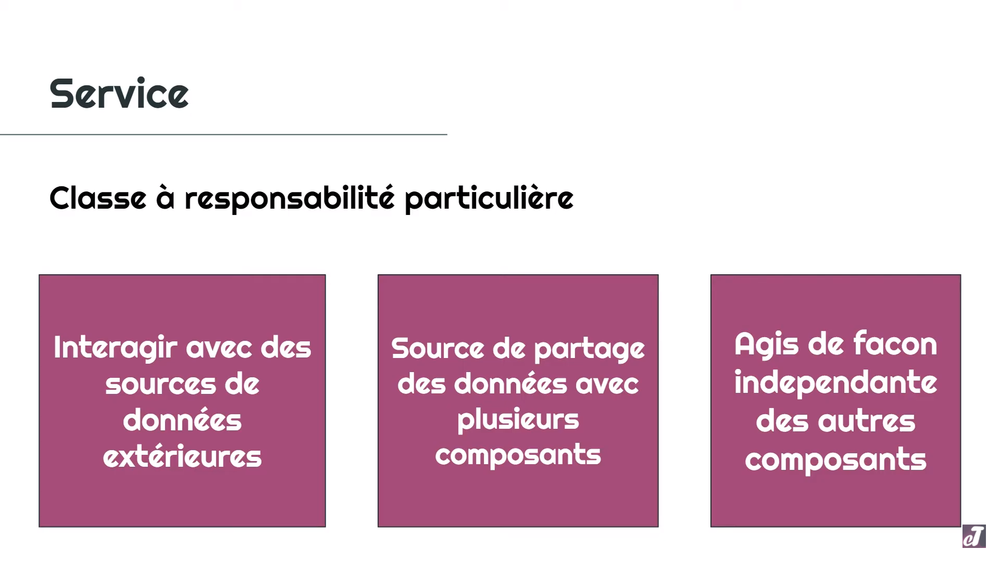 Service
Classe à responsabilité particulière
Interagir avec des
sources de
données
extérieures
Source de partage
des données avec
plusieurs
composants
Agis de facon
independante
des autres
composants
eT